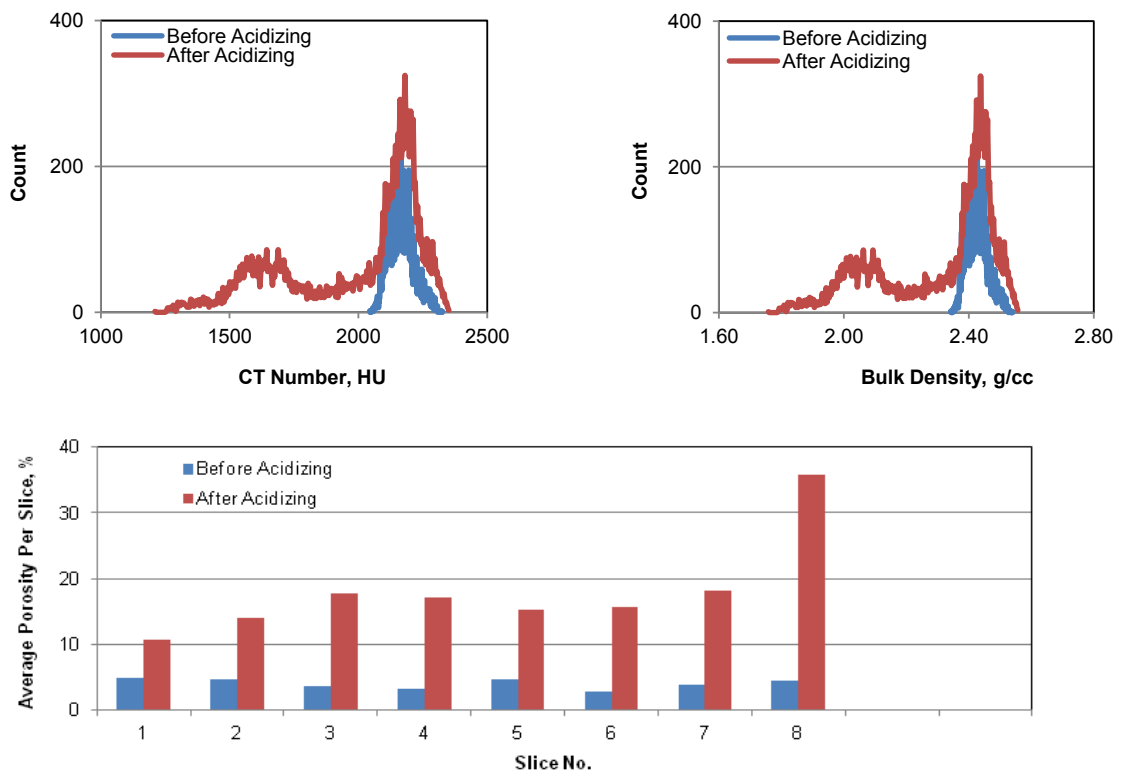 400
Before Acidizing
After Acidizing
Count
200
0
1000
1500
2000
2500
CT Number, HU
400
Before Acidizing
After Acidizing
Count
200
0
1.60
2.00
2.40
2.80
Bulk Density, g/cc
40
Before Acidizing
After Acidizing
Average Porosity Per Slice, %
30
20
10
0
1
2
3
4
5
6
7
8
Slice No.